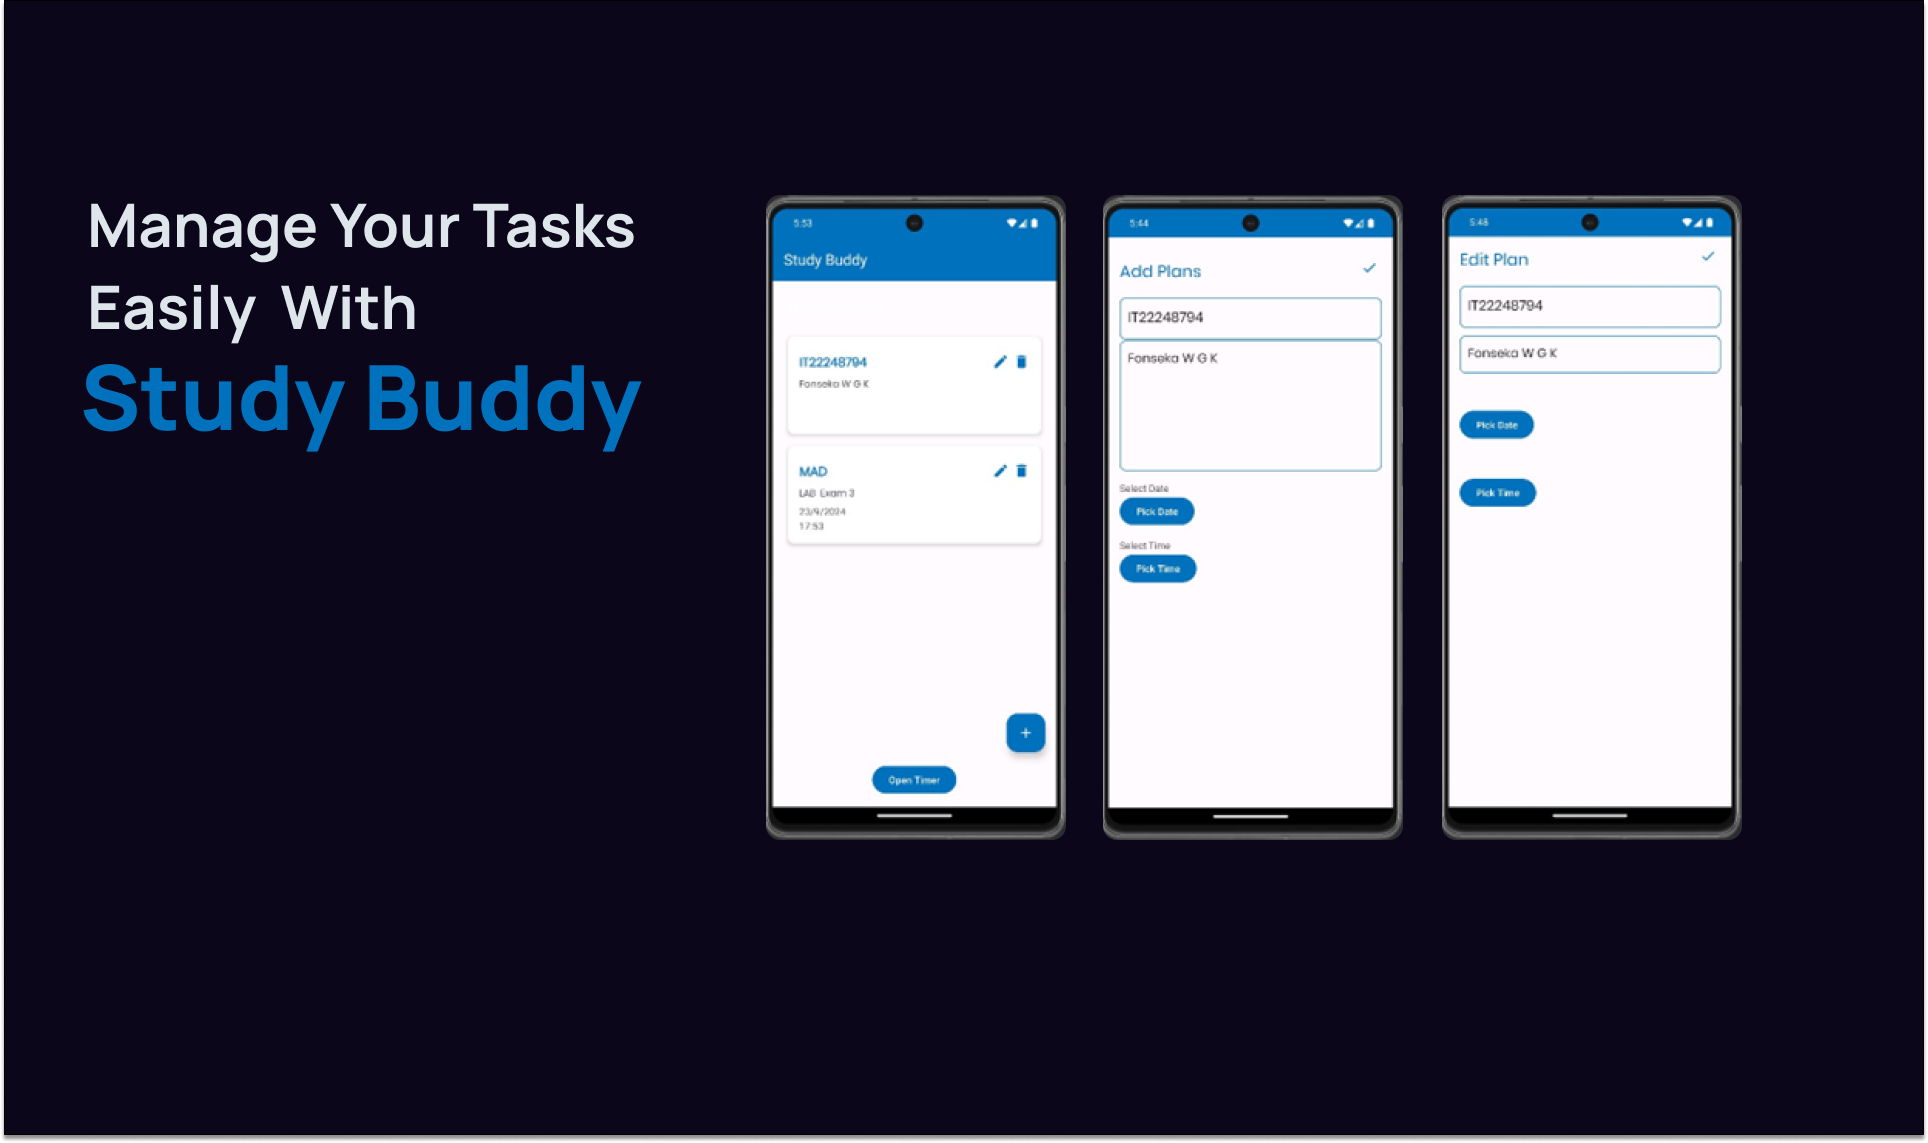 Manage Your Tasks
Easily With
Study Buddy
5:53
Study Buddy
IT22248794
Fonseka W G K
MAD
LAB Exam 3
23/4/2024
17:53
+
Open Timer
5:44
Add Plans
IT22248794
Fonseka W G K
Select Date
Pick Date
Select Time
Pick Time
5:48
Edit Plan
IT22248794
Fonseka W G K
Pick Date
Pick Time